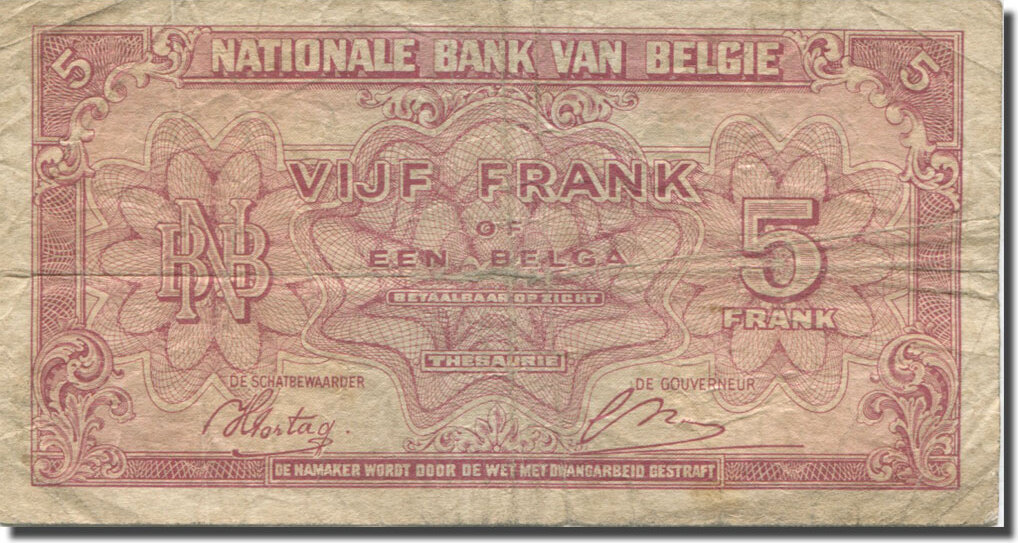 5 NATIONALE BANK VAN BELGIE 5
VIJF FRANK
OF
EEN BELGA
BETAALBAAR OP ZICHT
THESAURIE
BNB
5
FRANK
DE SCHATBEWAARDER
DE GOUVERNEUR
DE NAMAKER WORDT DOOR DE WET MET DWANGARBEID GESTRAFT